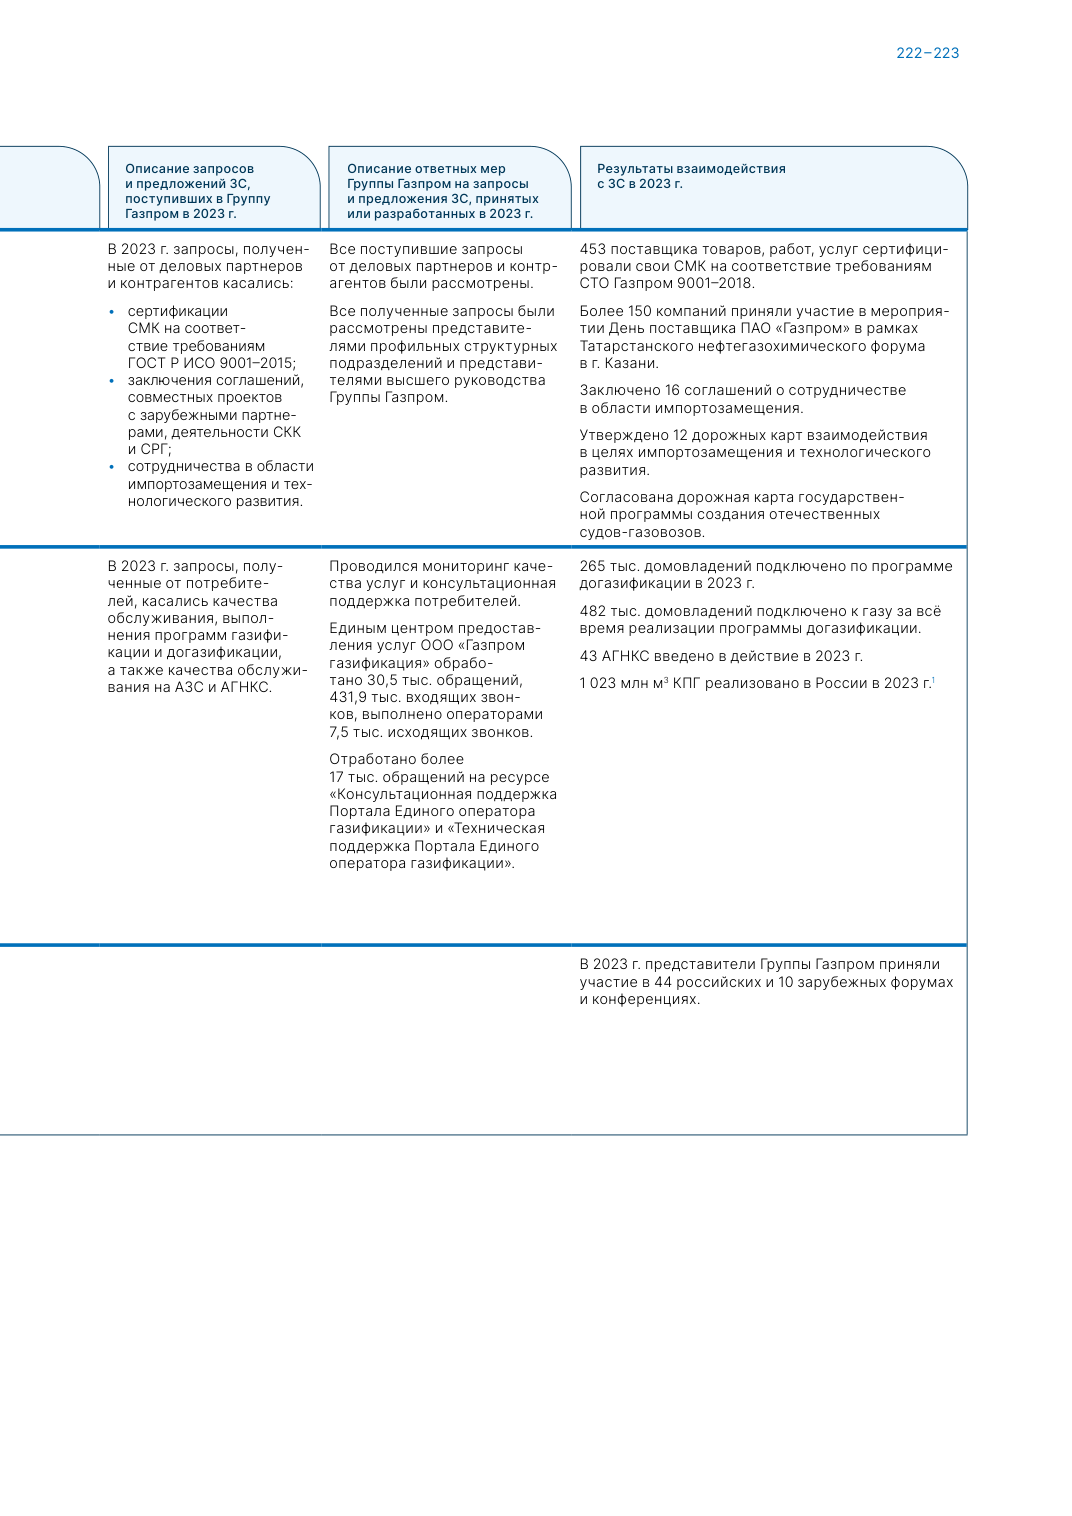 222–223
Описание запросов
и предложений ЗС,
поступивших в Группу
Газпром в 2023 г.
Описание ответных мер
Группы Газпром на запросы
и предложения ЗС, принятых
или разработанных в 2023 г.
Результаты взаимодействия
с ЗС в 2023 г.
В 2023 г. запросы, получен-
ные от деловых партнеров
и контрагентов касались:
• сертификации
СМК на соответ-
ствие требованиям
ГОСТ Р ИСО 9001–2015;
• заключения соглашений,
совместных проектов
с зарубежными партне-
рами, деятельности СКК
и СРГ;
• сотрудничества в области
импортозамещения и тех-
нологического развития.
Все поступившие запросы
от деловых партнеров и контр-
агентов были рассмотрены.
Все полученные запросы были
рассмотрены представите-
лями профильных структурных
подразделений и представи-
телями высшего руководства
Группы Газпром.
453 поставщика товаров, работ, услуг сертифици-
ровали свои СМК на соответствие требованиям
СТО Газпром 9001–2018.
Более 150 компаний приняли участие в мероприя-
тии День поставщика ПАО «Газпром» в рамках
Татарстанского нефтегазохимического форума
в г. Казани.
Заключено 16 соглашений о сотрудничестве
в области импортозамещения.
Утверждено 12 дорожных карт взаимодействия
в целях импортозамещения и технологического
развития.
Согласована дорожная карта государствен-
ной программы создания отечественных
судов-газовозов.
В 2023 г. запросы, полу-
ченные от потребите-
лей, касались качества
обслуживания, выпол-
нения программ газифи-
кации и догазификации,
а также качества обслужи-
вания на АЗС и АГНКС.
Проводился мониторинг каче-
ства услуг и консультационная
поддержка потребителей.
Единым центром предостав-
ления услуг ООО «Газпром
газификация» обрабо-
тано 30,5 тыс. обращений,
431,9 тыс. входящих звон-
ков, выполнено операторами
7,5 тыс. исходящих звонков.
Отработано более
17 тыс. обращений на ресурсе
«Консультационная поддержка
Портала Единого оператора
газификации» и «Техническая
поддержка Портала Единого
оператора газификации».
265 тыс. домовладений подключено по программе
догазификации в 2023 г.
482 тыс. домовладений подключено к газу за всё
время реализации программы догазификации.
43 АГНКС введено в действие в 2023 г.
1 023 млн м³ КПГ реализовано в России в 2023 г.¹
В 2023 г. представители Группы Газпром приняли
участие в 44 российских и 10 зарубежных форумах
и конференциях.